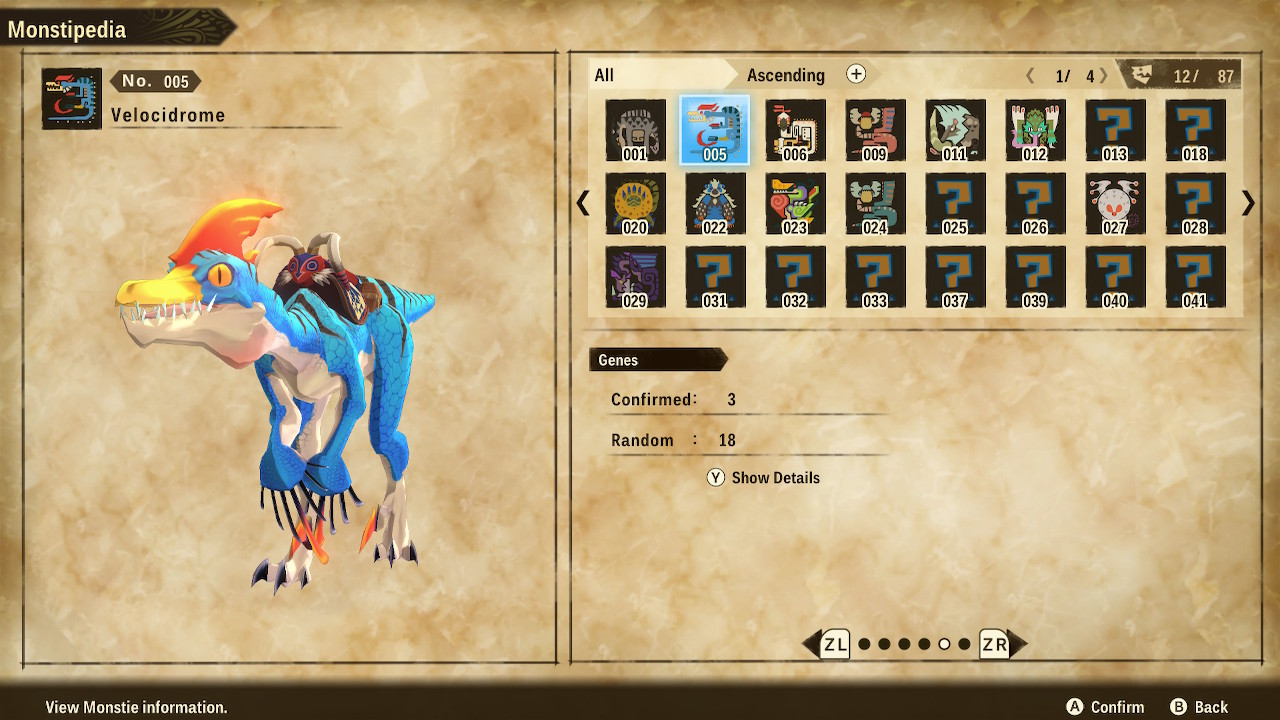 Monstipedia
No. 005
Velocidrome
All
Ascending
1/ 4
12/ 87
001 005 006 009 011 012 013 018
020 022 023 024 025 026 027 028
029 031 032 033 037 039 040 041
Genes
Confirmed: 3
Random : 18
Y Show Details
ZL ZR
View Monstie information.
A Confirm B Back